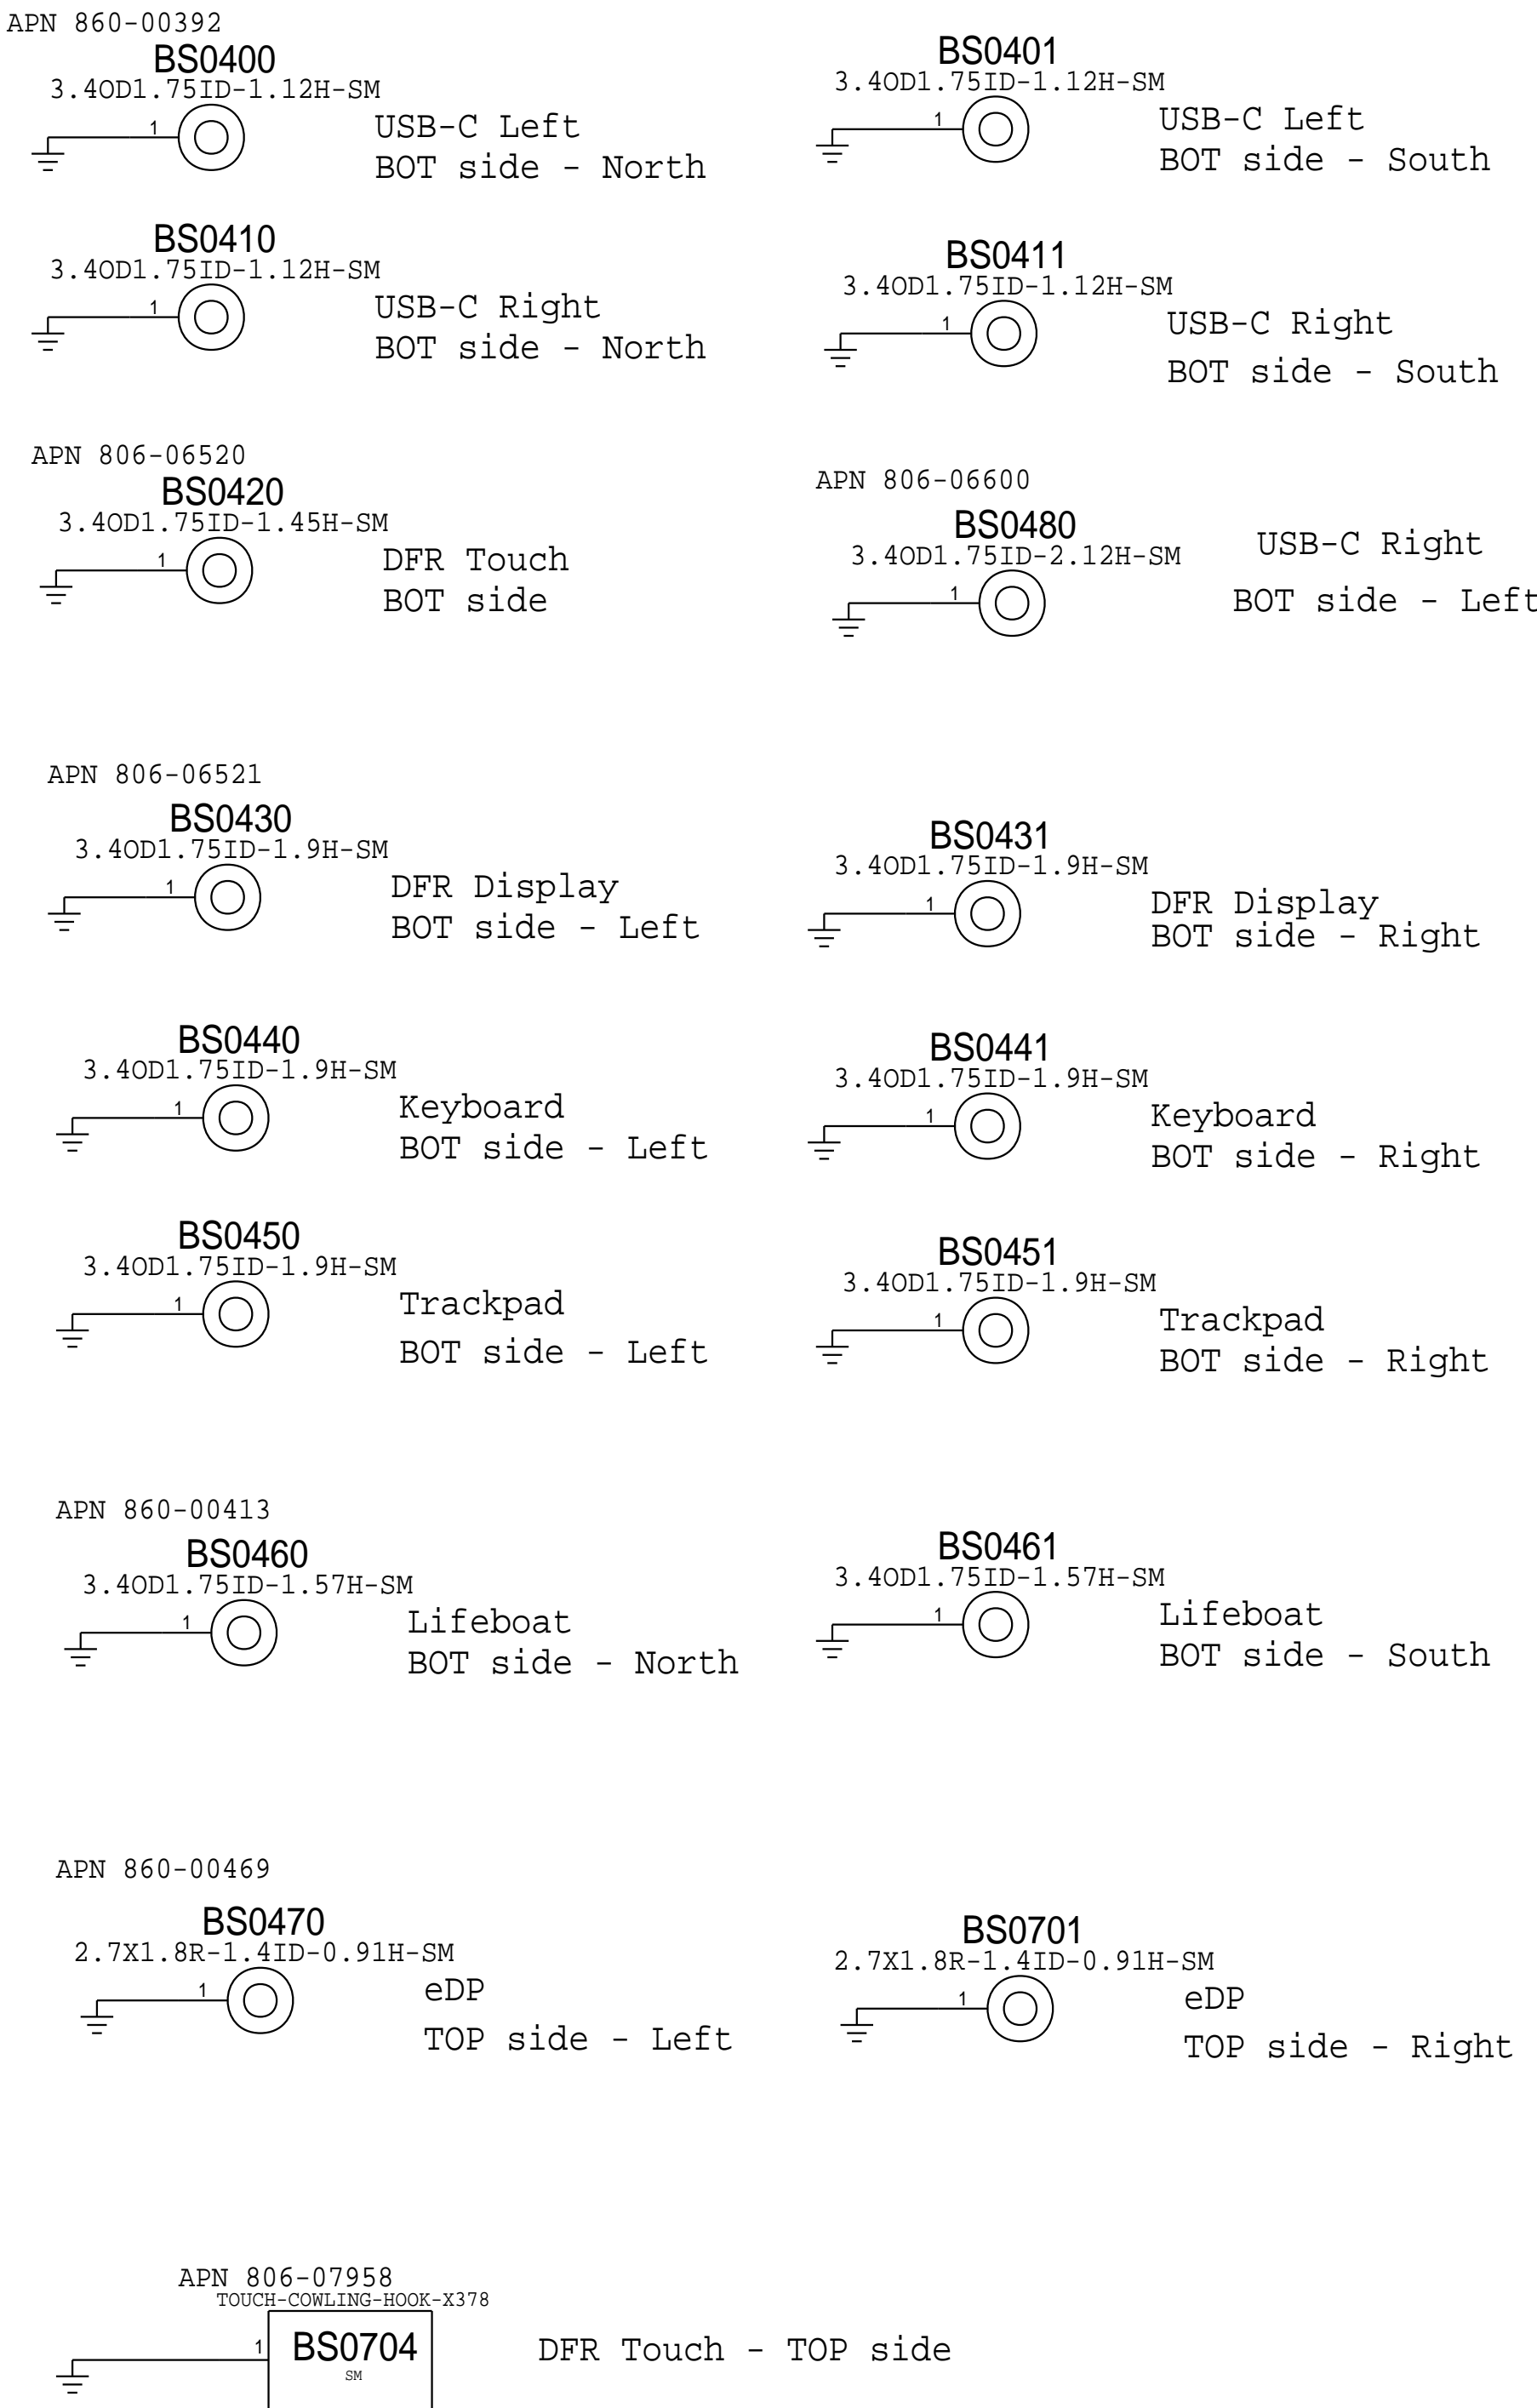 APN 860-00392
BS0400
3.4OD1.75ID-1.12H-SM
1
USB-C Left
BOT side - North
BS0401
3.4OD1.75ID-1.12H-SM
1
USB-C Left
BOT side - South
BS0410
3.4OD1.75ID-1.12H-SM
1
USB-C Right
BOT side - North
BS0411
3.4OD1.75ID-1.12H-SM
1
USB-C Right
BOT side - South
APN 806-06520
BS0420
3.4OD1.75ID-1.45H-SM
1
DFR Touch
BOT side
APN 806-06600
BS0480
3.4OD1.75ID-2.12H-SM
1
USB-C Right
BOT side - Left
APN 806-06521
BS0430
3.4OD1.75ID-1.9H-SM
1
DFR Display
BOT side - Left
BS0431
3.4OD1.75ID-1.9H-SM
1
DFR Display
BOT side - Right
BS0440
3.4OD1.75ID-1.9H-SM
1
Keyboard
BOT side - Left
BS0441
3.4OD1.75ID-1.9H-SM
1
Keyboard
BOT side - Right
BS0450
3.4OD1.75ID-1.9H-SM
1
Trackpad
BOT side - Left
BS0451
3.4OD1.75ID-1.9H-SM
1
Trackpad
BOT side - Right
APN 860-00413
BS0460
3.4OD1.75ID-1.57H-SM
1
Lifeboat
BOT side - North
BS0461
3.4OD1.75ID-1.57H-SM
1
Lifeboat
BOT side - South
APN 860-00469
BS0470
2.7X1.8R-1.4ID-0.91H-SM
1
eDP
TOP side - Left
BS0701
2.7X1.8R-1.4ID-0.91H-SM
1
eDP
TOP side - Right
APN 806-07958
TOUCH-COWLING-HOOK-X378
1
BS0704
SM
DFR Touch - TOP side